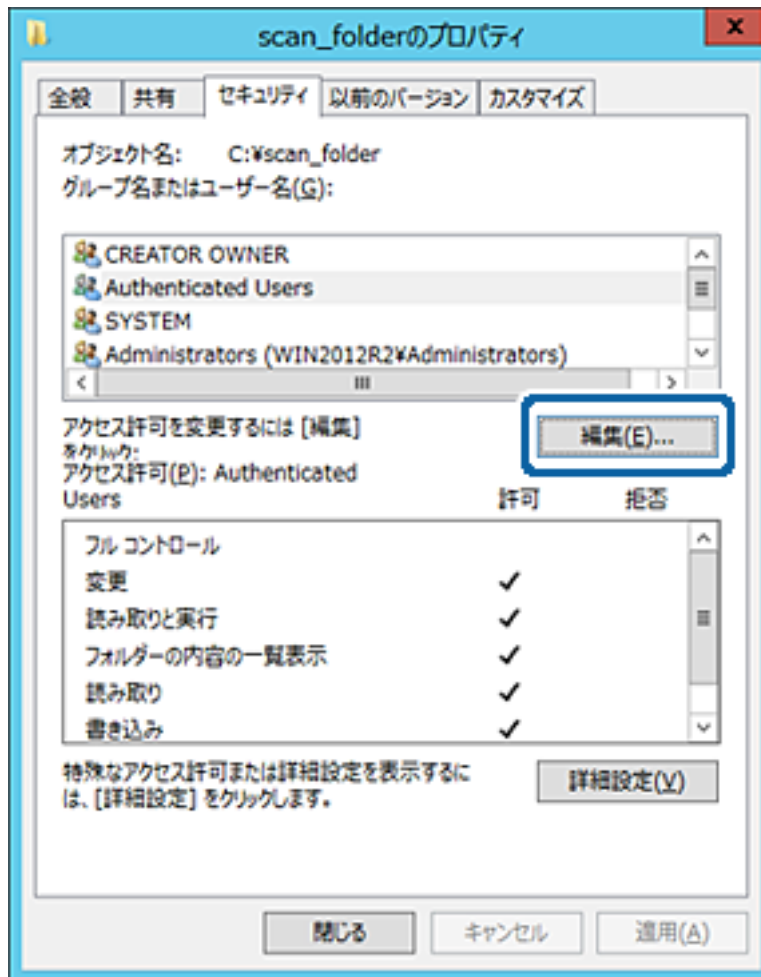 scan_folderのプロパティ
全般 共有 セキュリティ 以前のバージョン カスタマイズ
オブジェクト名: C:¥scan_folder
グループ名またはユーザー名(G):
CREATOR OWNER
Authenticated Users
SYSTEM
Administrators (WIN2012R2¥Administrators)
アクセス許可を変更するには [編集]
をクリック:
編集(E)...
アクセス許可(P): Authenticated
Users 許可 拒否
フル コントロール
変更 ✓
読み取りと実行 ✓
フォルダーの内容の一覧表示 ✓
読み取り ✓
書き込み ✓
特殊なアクセス許可または詳細設定を表示するに
は、[詳細設定] をクリックします。
詳細設定(V)
閉じる キャンセル 適用(A)